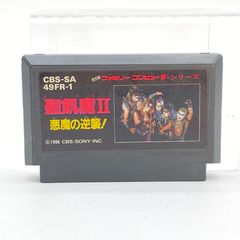 CBS-SA
49FR-1
ファミリー コンピュータ・シリーズ
聖飢魔II
悪魔の逆襲!
©1986 CBS-SONY INC